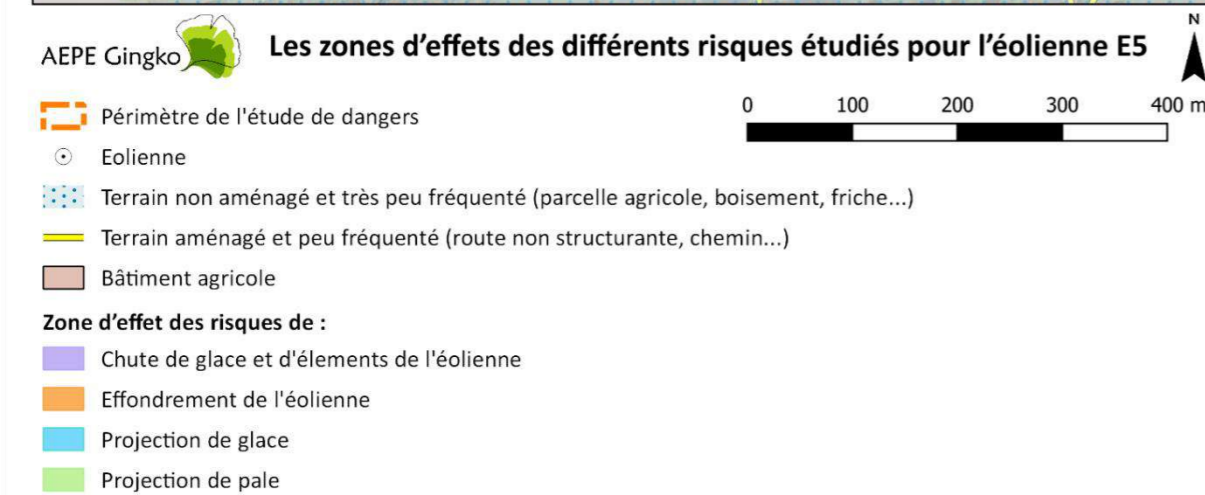 N
AEPE Gingko
Les zones d'effets des différents risques étudiés pour l'éolienne E5
0 100 200 300 400 m
Périmètre de l'étude de dangers
Eolienne
Terrain non aménagé et très peu fréquenté (parcelle agricole, boisement, friche...)
Terrain aménagé et peu fréquenté (route non structurante, chemin...)
Bâtiment agricole
Zone d'effet des risques de :
Chute de glace et d'élements de l'éolienne
Effondrement de l'éolienne
Projection de glace
Projection de pale